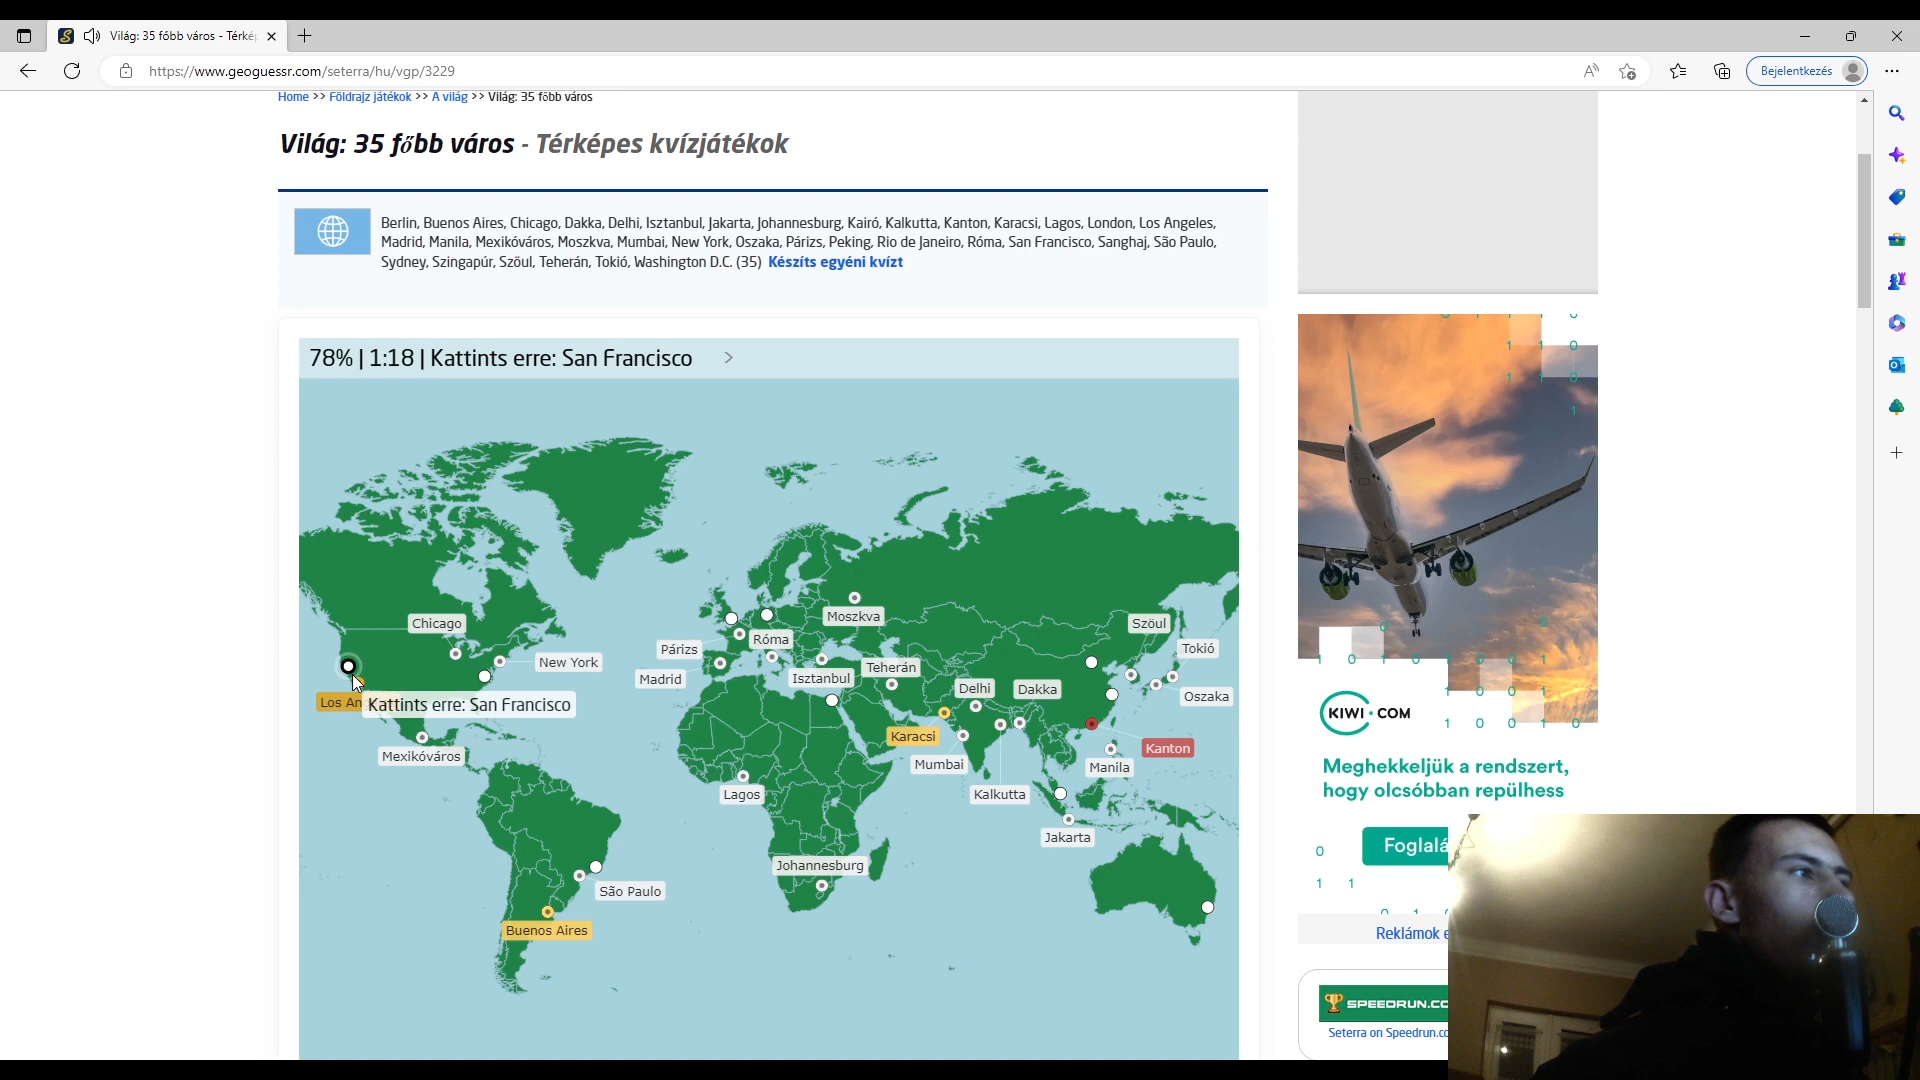 Világ: 35 főbb város - Térkép
https://www.geoguessr.com/seterra/hu/vgp/3229
Bejelentkezés
Home >> Földrajz játékok >> A világ >> Világ: 35 főbb város
Világ: 35 főbb város - Térképes kvízjátékok
Berlin, Buenos Aires, Chicago, Dakka, Delhi, Isztanbul, Jakarta, Johannesburg, Kairó, Kalkutta, Kanton, Karacsi, Lagos, London, Los Angeles,
Madrid, Manila, Mexikóváros, Moszkva, Mumbai, New York, Oszaka, Párizs, Peking, Rio de Janeiro, Róma, San Francisco, Sanghaj, São Paulo,
Sydney, Szingapúr, Szöul, Teherán, Tokió, Washington D.C. (35) Készíts egyéni kvízt
78% | 1:18 | Kattints erre: San Francisco
Chicago
Moszkva
Szöul
Párizs
Róma
Tokió
New York
Madrid
Isztanbul
Teherán
Delhi
Dakka
Oszaka
Los An
Kattints erre: San Francisco
Karacsi
Kanton
Mexikóváros
Mumbai
Manila
Lagos
Kalkutta
Jakarta
Johannesburg
São Paulo
Buenos Aires
KIWI.COM
Meghekkeljük a rendszert,
hogy olcsóbban repülhess
Foglalá
Reklámok e
SPEEDRUN.CO
Seterra on Speedrun.co